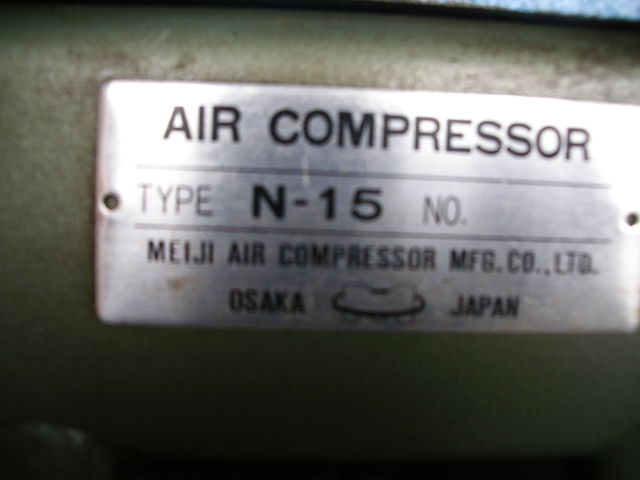 AIR COMPRESSOR
TYPE N-15 NO.
MEIJI AIR COMPRESSOR MFG. CO., LTD.
OSAKA JAPAN